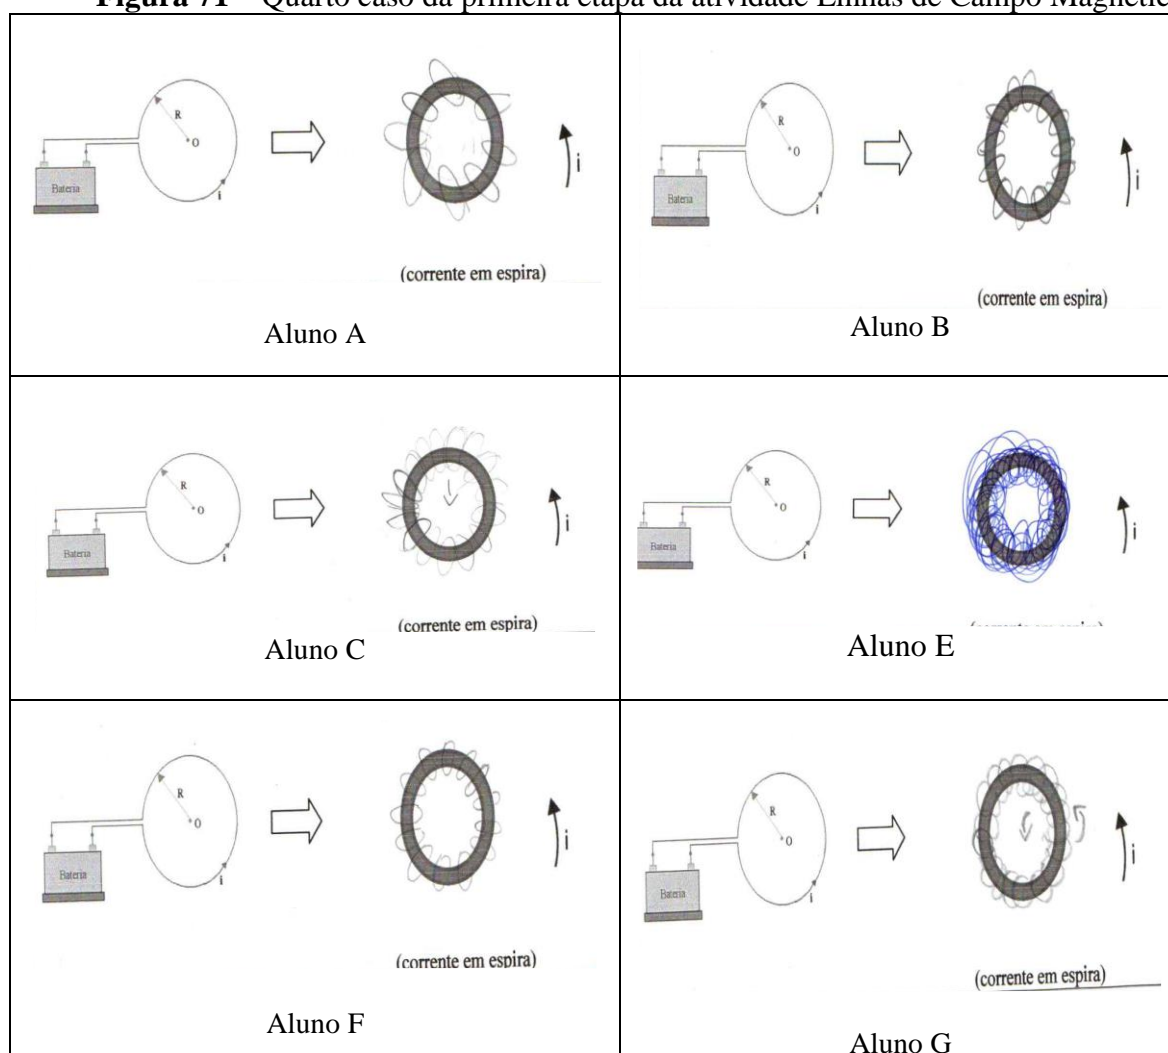 Figura 71 – Quarto caso da primeira etapa da atividade Linhas de Campo Magnétic
R
O
Bateria
i
i
(corrente em espira)
Aluno A
R
O
Bateria
i
i
(corrente em espira)
Aluno B
R
O
Bateria
i
i
(corrente em espira)
Aluno C
R
O
Bateria
i
i
Aluno E
R
O
Bateria
i
i
(corrente em espira)
Aluno F
R
O
Bateria
i
i
(corrente em espira)
Aluno G